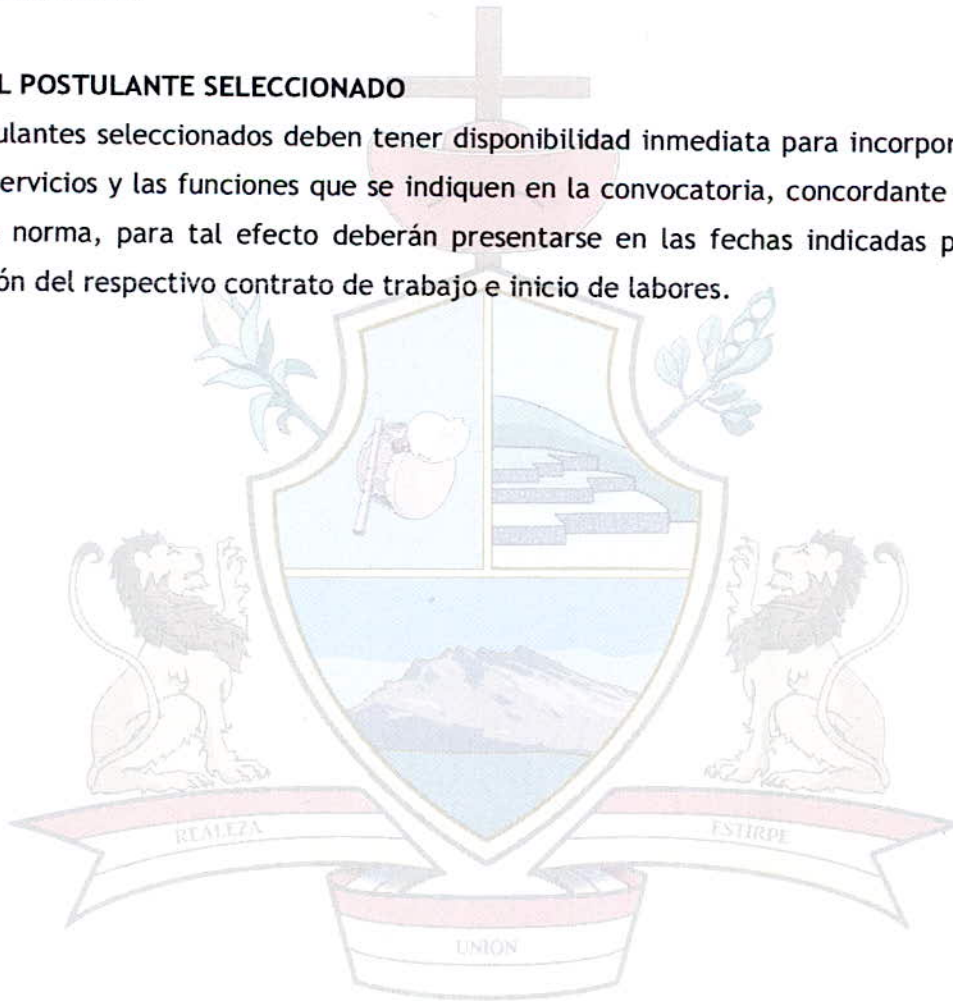 L POSTULANTE SELECCIONADO
ulantes seleccionados deben tener disponibilidad inmediata para incorpor
ervicios y las funciones que se indiquen en la convocatoria, concordante
norma, para tal efecto deberán presentarse en las fechas indicadas p
ón del respectivo contrato de trabajo e inicio de labores.
REALEZA
ESTIRPE
UNION